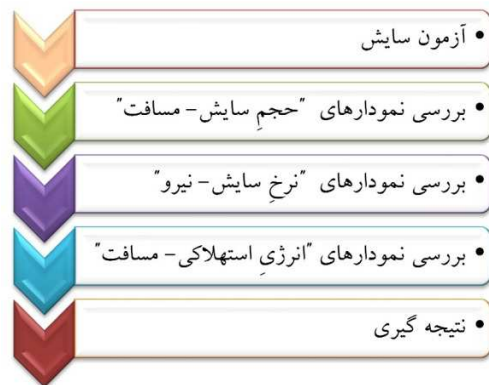 • آزمون سایش
• بررسی نمودارهای "حجمِ سایش- مسافت"
• بررسی نمودارهای "نرخِ سایش- نیرو"
• بررسی نمودارهای "انرژیِ استهلاکی- مسافت"
• نتیجه گیری